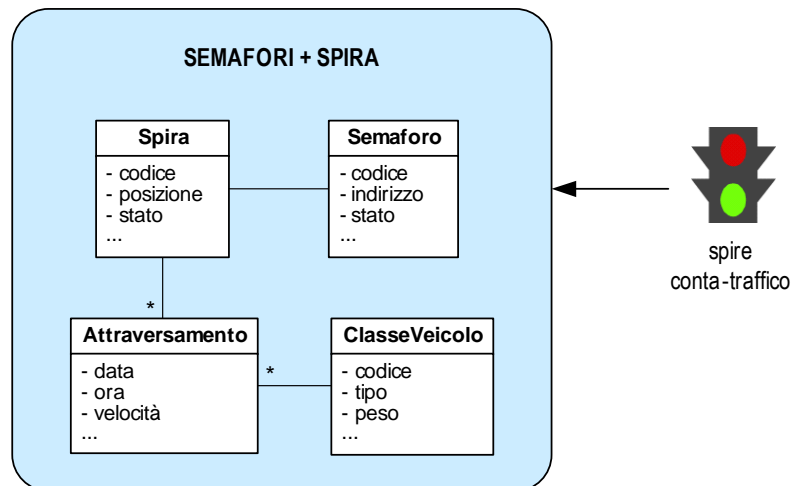 SEMAFORI + SPIRA
Spira
- codice
- posizione
- stato
...
Semaforo
- codice
- indirizzo
- stato
...
spire
conta-traffico
*
Attraversamento
- data
- ora
- velocità
...
*
ClasseVeicolo
- codice
- tipo
- peso
...